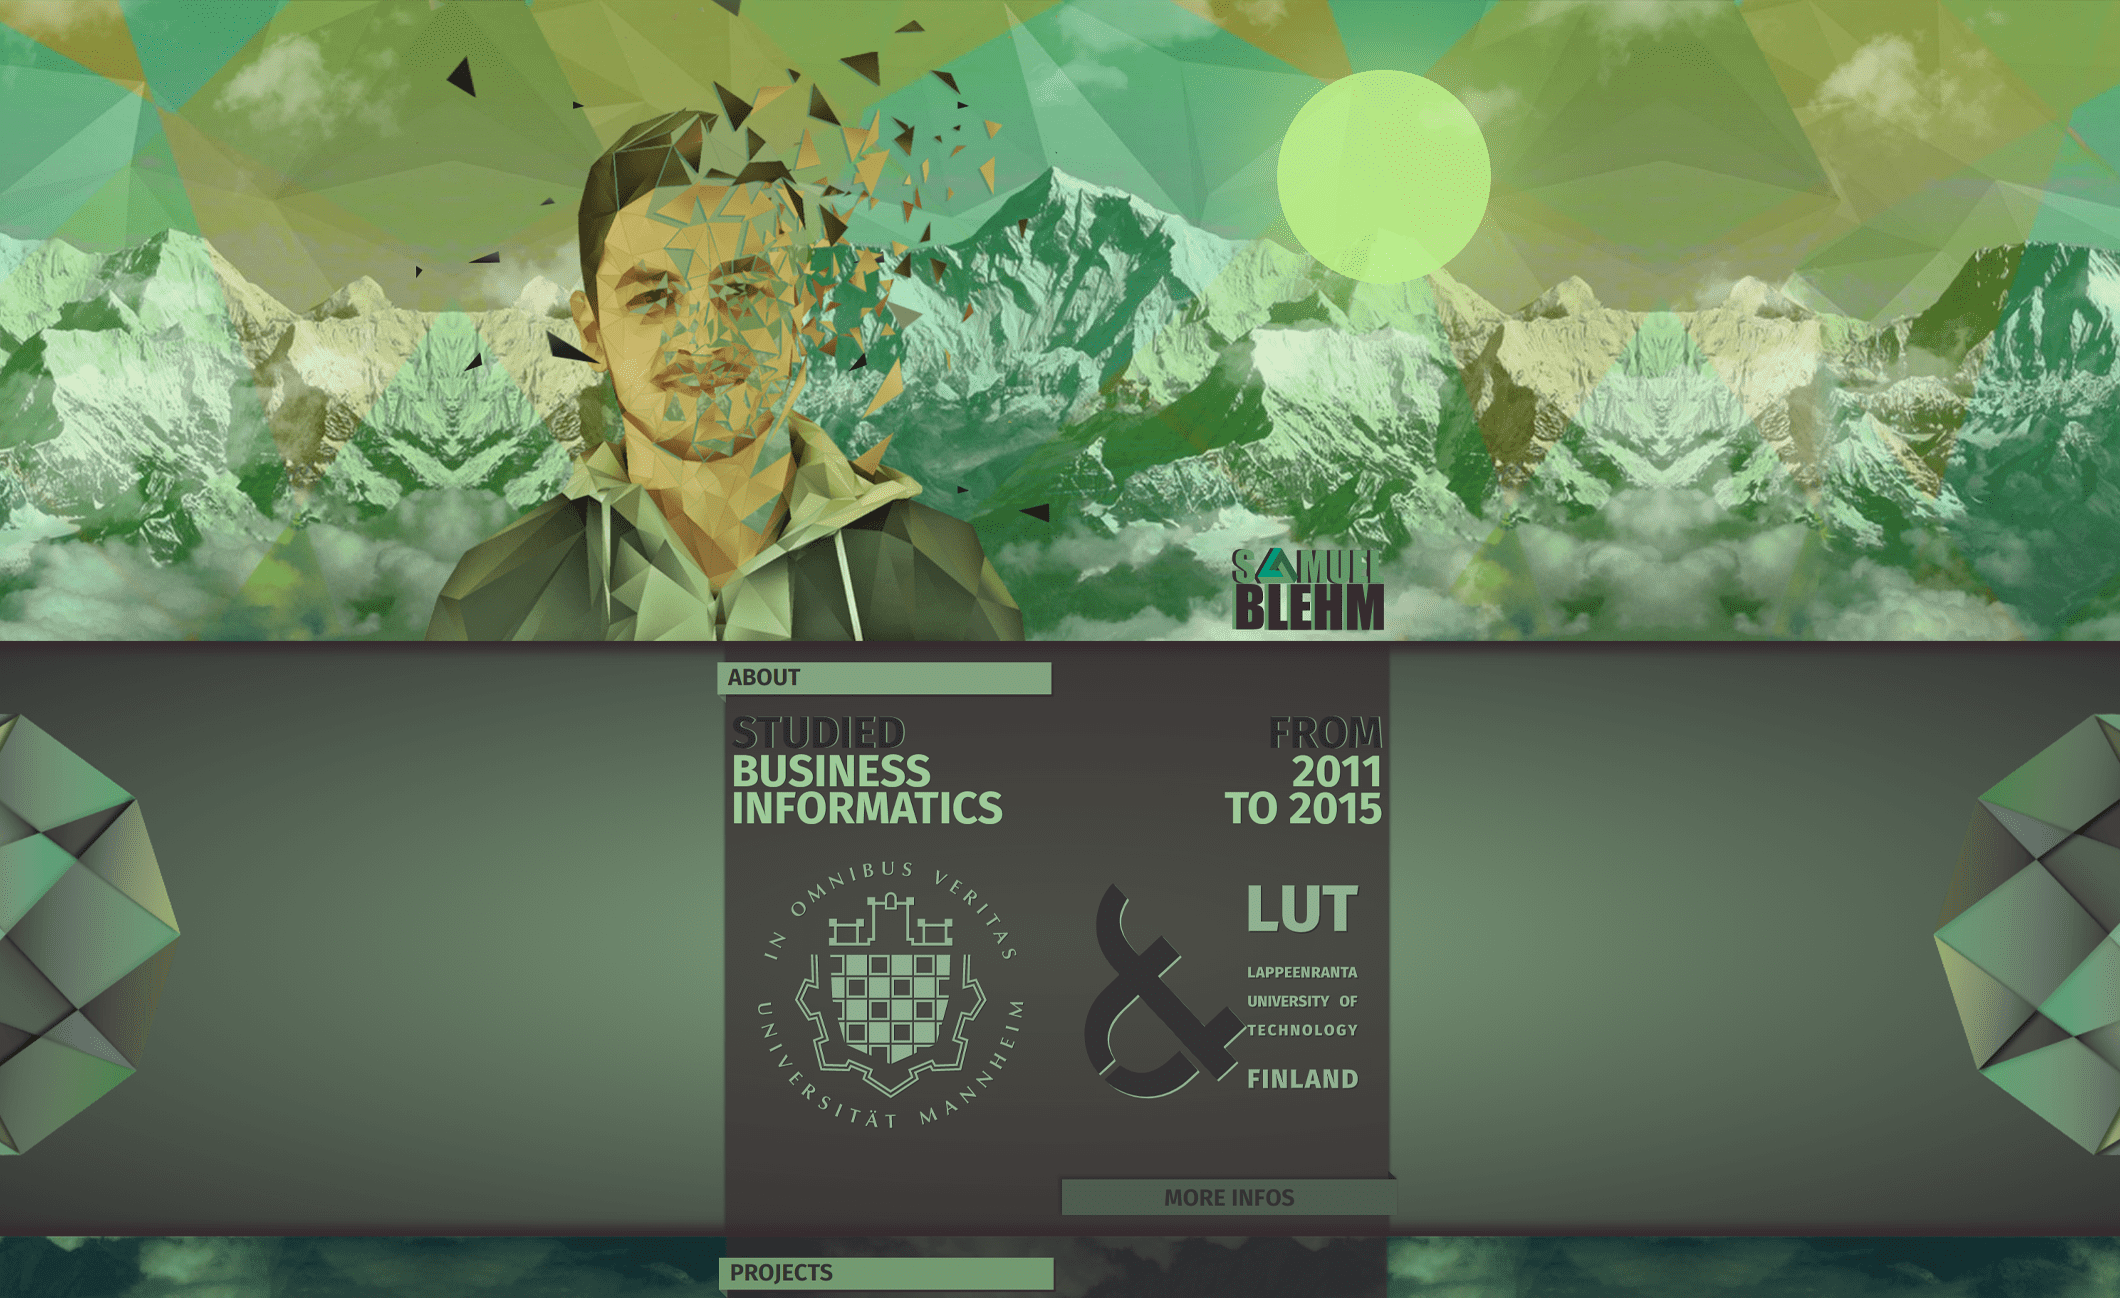 SAMUEL
BLEHM
ABOUT
STUDIED
BUSINESS
INFORMATICS
FROM
2011
TO 2015
IN OMNIBUS VERITAS
UNIVERSITÄT MANNHEIM
&
LUT
LAPPEENRANTA
UNIVERSITY OF
TECHNOLOGY
FINLAND
MORE INFOS
PROJECTS